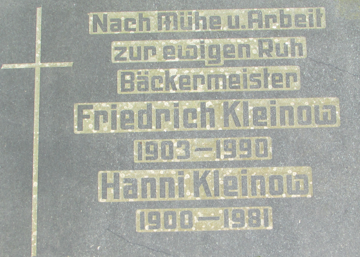 Nach Mühe u. Arbeit
zur ewigen Ruh
Bäckermeister
Friedrich Kleinow
1903—1990
Hanni Kleinow
1900—1981